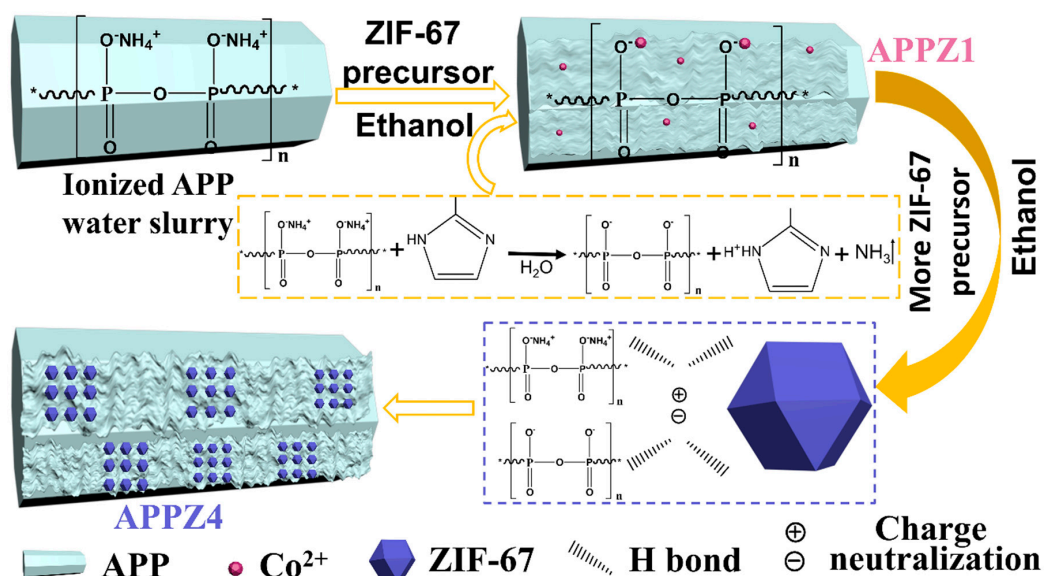 O⁻NH₄⁺ O⁻NH₄⁺
* P O P *
O O
n
Ionized APP
water slurry
ZIF-67
precursor
Ethanol
O⁻ O⁻
* P O P *
O O
n
APPZ1
More ZIF-67
precursor
Ethanol
O⁻NH₄⁺ O⁻NH₄⁺
* P O P *
O O
n
+
HN N
H₂O
O⁻ O⁻
* P O P *
O O
n
+
H⁺HN N
+ NH₃↑
O⁻NH₄⁺ O⁻NH₄⁺
* P O P *
O O
n
⊕
⊖
O⁻ O⁻
* P O P *
O O
n
APPZ4
APP
Co²⁺
ZIF-67
H bond
⊕ Charge
⊖ neutralization